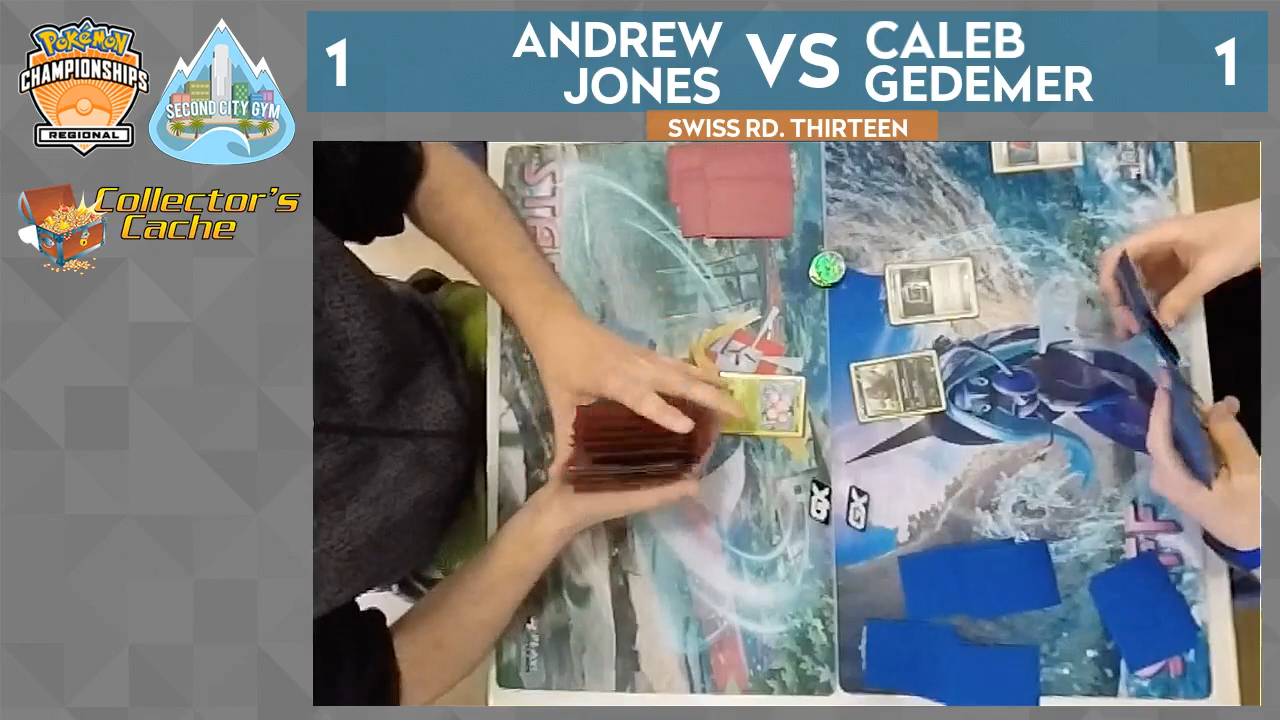 Pokémon
CHAMPIONSHIPS
REGIONAL
SECOND CITY GYM
Collector's
Cache
1
ANDREW
JONES
VS
CALEB
GEDEMER
1
SWISS RD. THIRTEEN
GX
GX